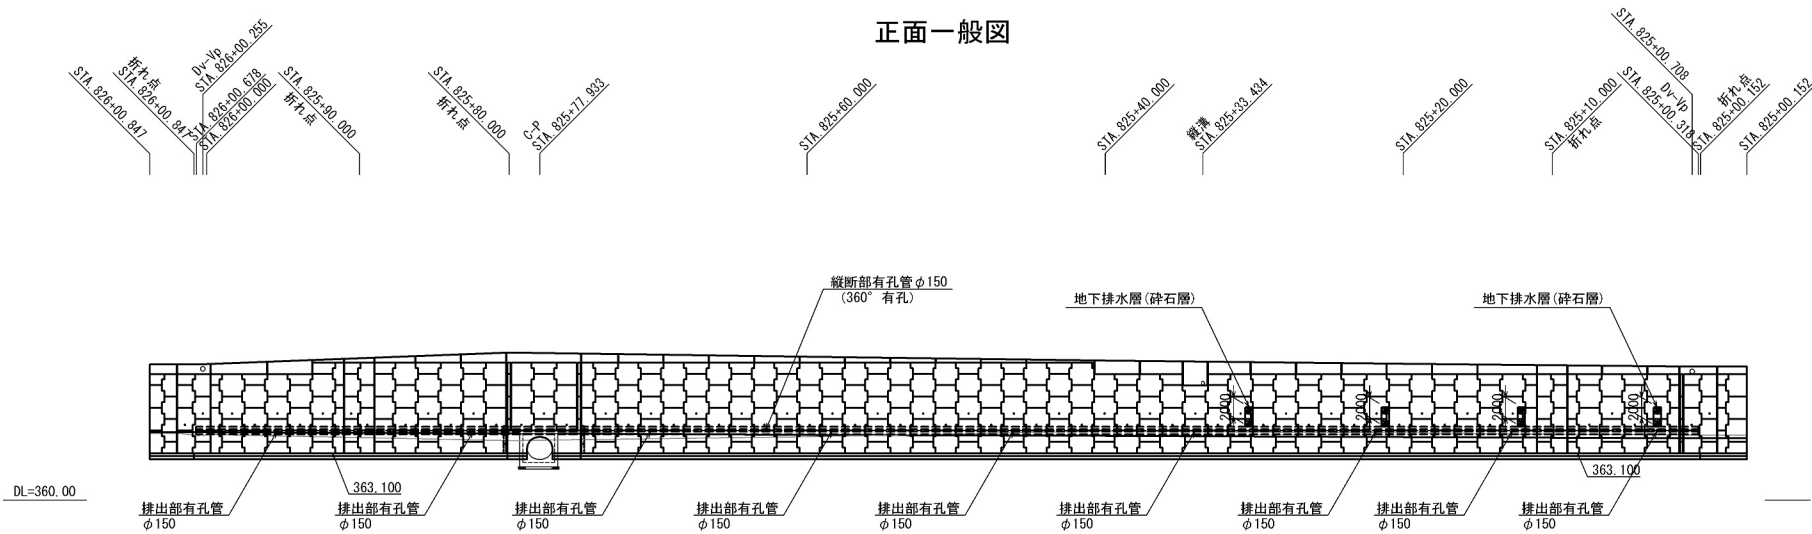 正面一般図
STA.826+00.847
折れ点
STA.826+00.847
Dv-Vp
STA.826+00.255
STA.826+00.678
STA.826+00.000
STA.825+90.000
折れ点
STA.825+80.000
折れ点
C-P
STA.825+77.933
STA.825+60.000
STA.825+40.000
縦溝
STA.825+33.434
STA.825+20.000
STA.825+10.000
折れ点
STA.825+00.708
Dv-Vp
STA.825+00.318
折れ点
STA.825+00.152
STA.825+00.152
縦断部有孔管φ150
(360°有孔)
地下排水層(砕石層)
地下排水層(砕石層)
2000
2000
2000
2000
363.100
363.100
DL=360.00
排出部有孔管
φ150
排出部有孔管
φ150
排出部有孔管
φ150
排出部有孔管
φ150
排出部有孔管
φ150
排出部有孔管
φ150
排出部有孔管
φ150
排出部有孔管
φ150
排出部有孔管
φ150